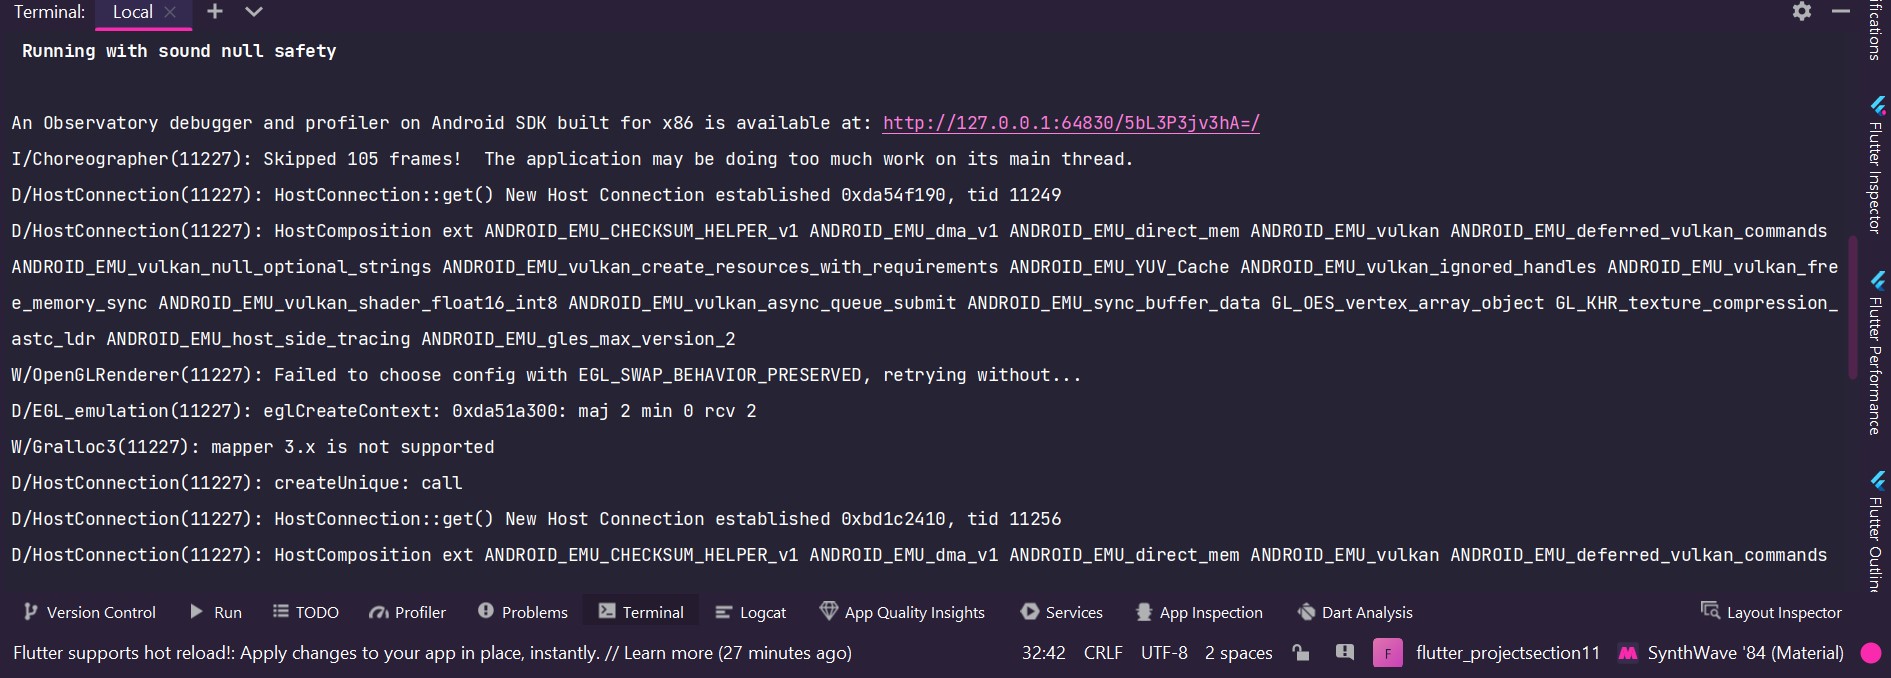 Terminal:
Local
Running with sound null safety
An Observatory debugger and profiler on Android SDK built for x86 is available at: http://127.0.0.1:64830/5bL3P3jv3hA=/
I/Choreographer(11227): Skipped 105 frames!  The application may be doing too much work on its main thread.
D/HostConnection(11227): HostConnection::get() New Host Connection established 0xda54f190, tid 11249
D/HostConnection(11227): HostComposition ext ANDROID_EMU_CHECKSUM_HELPER_v1 ANDROID_EMU_dma_v1 ANDROID_EMU_direct_mem ANDROID_EMU_vulkan ANDROID_EMU_deferred_vulkan_commands
ANDROID_EMU_vulkan_null_optional_strings ANDROID_EMU_vulkan_create_resources_with_requirements ANDROID_EMU_YUV_Cache ANDROID_EMU_vulkan_ignored_handles ANDROID_EMU_vulkan_fre
e_memory_sync ANDROID_EMU_vulkan_shader_float16_int8 ANDROID_EMU_vulkan_async_queue_submit ANDROID_EMU_sync_buffer_data GL_OES_vertex_array_object GL_KHR_texture_compression_
astc_ldr ANDROID_EMU_host_side_tracing ANDROID_EMU_gles_max_version_2
W/OpenGLRenderer(11227): Failed to choose config with EGL_SWAP_BEHAVIOR_PRESERVED, retrying without...
D/EGL_emulation(11227): eglCreateContext: 0xda51a300: maj 2 min 0 rcv 2
W/Gralloc3(11227): mapper 3.x is not supported
D/HostConnection(11227): createUnique: call
D/HostConnection(11227): HostConnection::get() New Host Connection established 0xbd1c2410, tid 11256
D/HostConnection(11227): HostComposition ext ANDROID_EMU_CHECKSUM_HELPER_v1 ANDROID_EMU_dma_v1 ANDROID_EMU_direct_mem ANDROID_EMU_vulkan ANDROID_EMU_deferred_vulkan_commands
ifications
Flutter Inspector
Flutter Performance
Flutter Outline
Version Control
Run
TODO
Profiler
Problems
Terminal
Logcat
App Quality Insights
Services
App Inspection
Dart Analysis
Layout Inspector
Flutter supports hot reload!: Apply changes to your app in place, instantly. // Learn more (27 minutes ago)
32:42
CRLF
UTF-8
2 spaces
F
flutter_projectsection11
SynthWave '84 (Material)